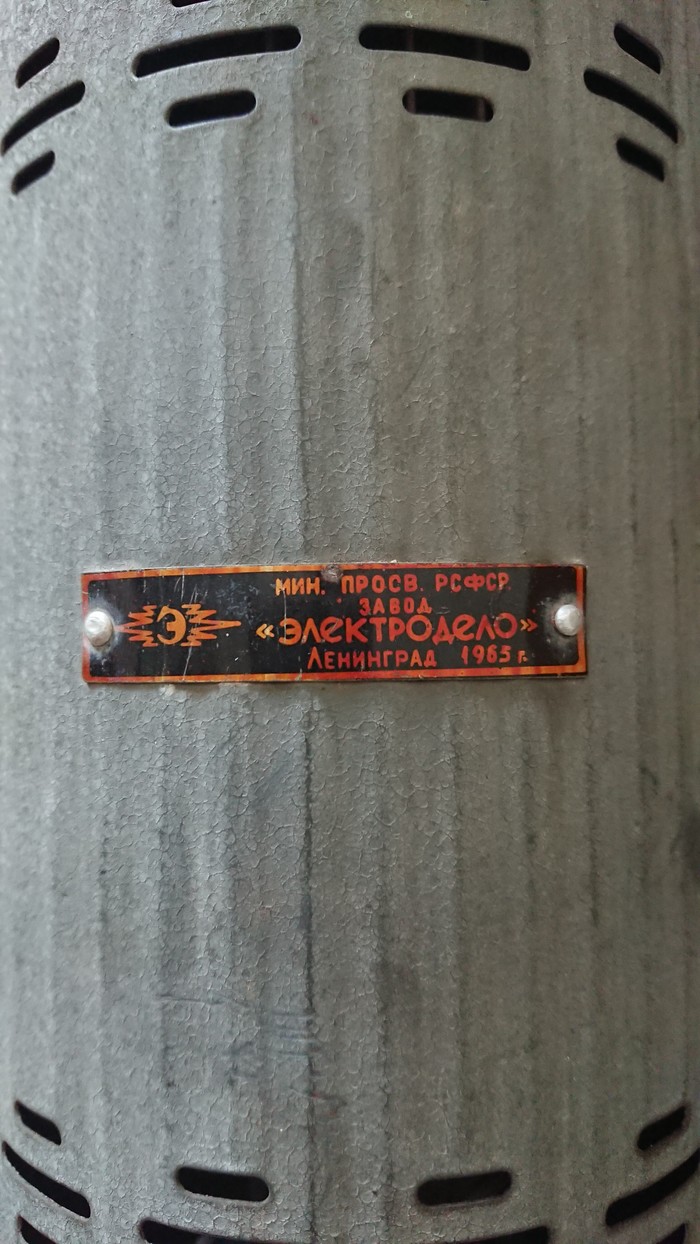 МИН. ПРОСВ. РСФСР
ЗАВОД
Э «ЭЛЕКТРОДЕЛО»
ЛЕНИНГРАД 1965 г.